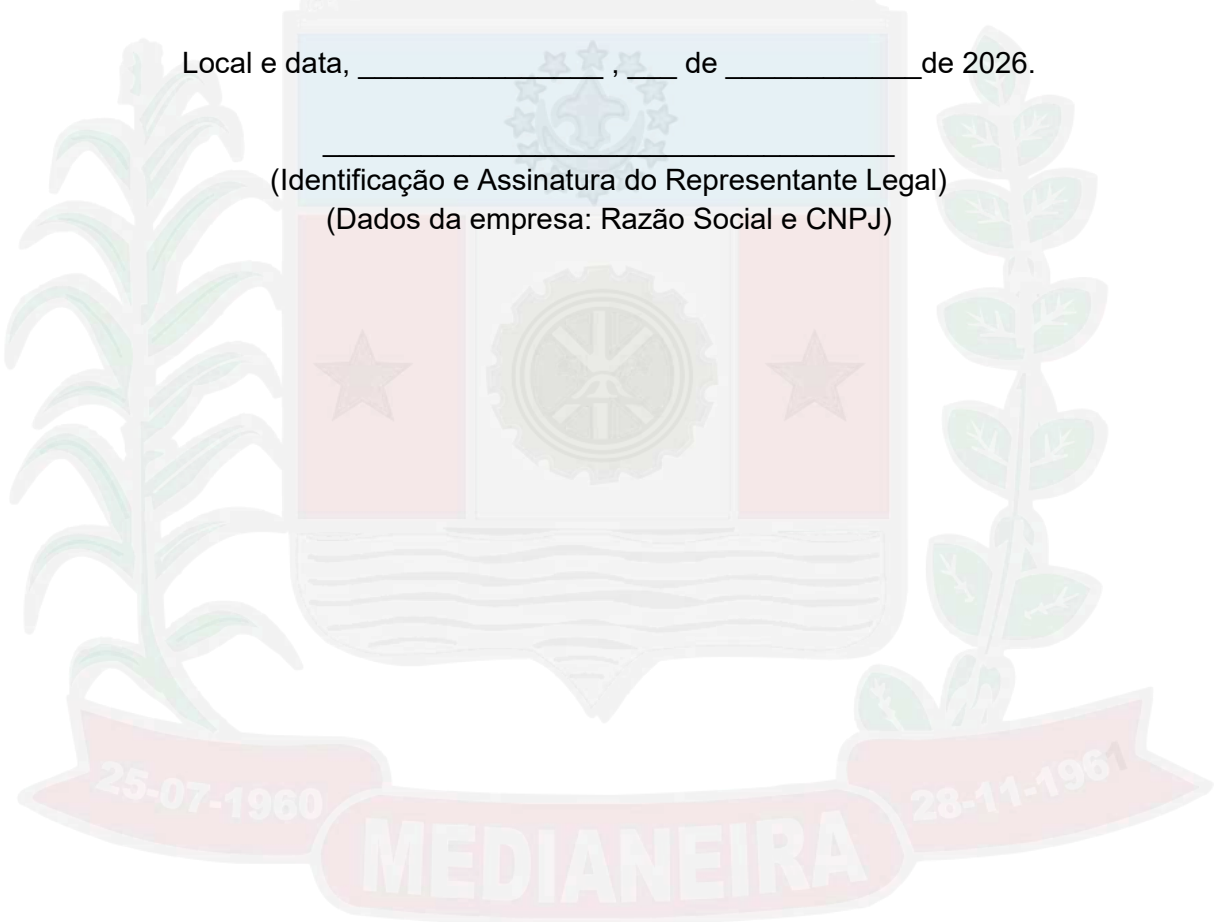 Local e data, _______________ , ___ de ____________de 2026.
___________________________________
(Identificação e Assinatura do Representante Legal)
(Dados da empresa: Razão Social e CNPJ)
25-07-1960
28-11-1961
MEDIANEIRA